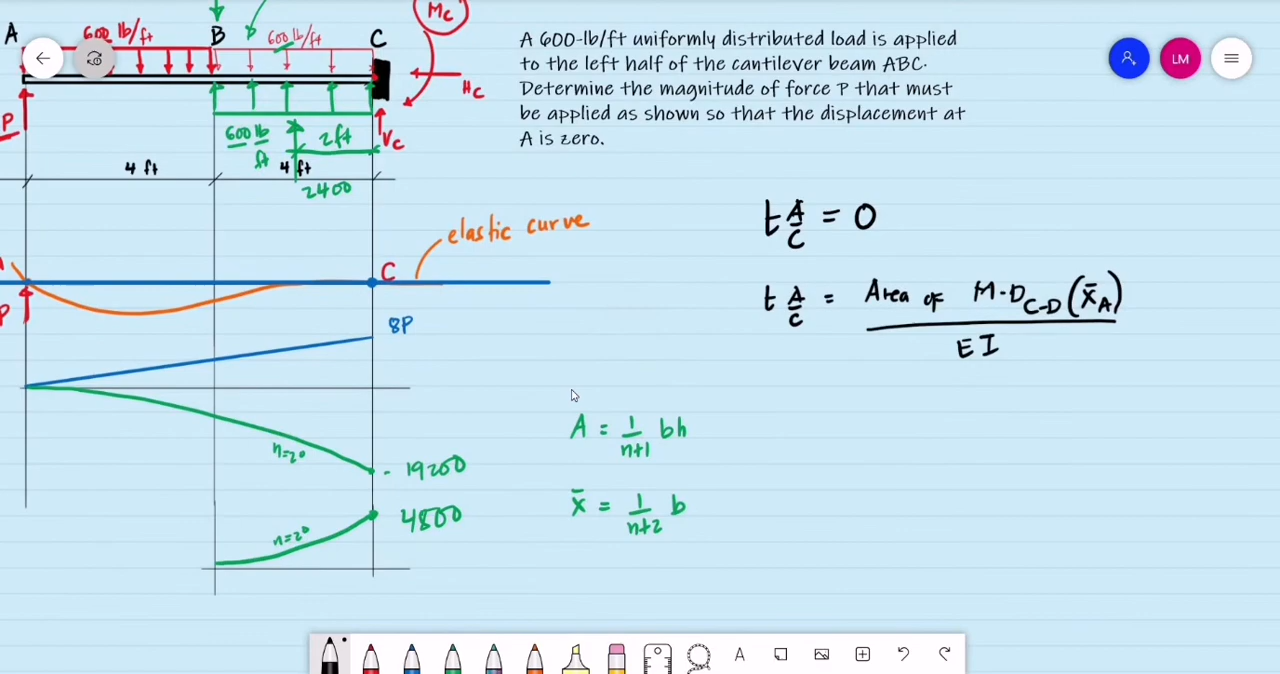 Mc
A 600 lb/ft B 600 lb/ft C
Hc
P
Vc
600 lb/ft 2ft
4 ft 4 ft
2400
A 600-lb/ft uniformly distributed load is applied
to the left half of the cantilever beam ABC.
Determine the magnitude of force P that must
be applied as shown so that the displacement at
A is zero.
t A/C = 0
elastic curve
C
P
8P
t A/C = Area of M·D C-D (x̄A) / EI
n=2°
- 19200
4800
n=2°
A = 1/n+1 bh
x̄ = 1/n+2 b
LM
A